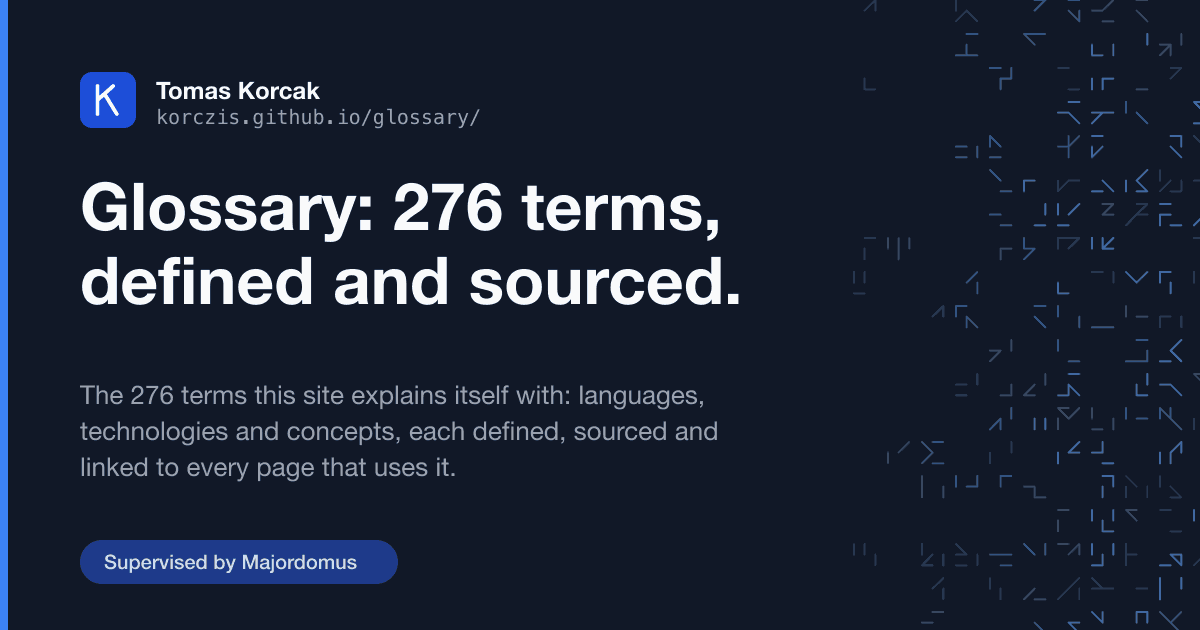 K
Tomas Korcak
korczis.github.io/glossary/
Glossary: 276 terms,
defined and sourced.
The 276 terms this site explains itself with: languages,
technologies and concepts, each defined, sourced and
linked to every page that uses it.
Supervised by Majordomus